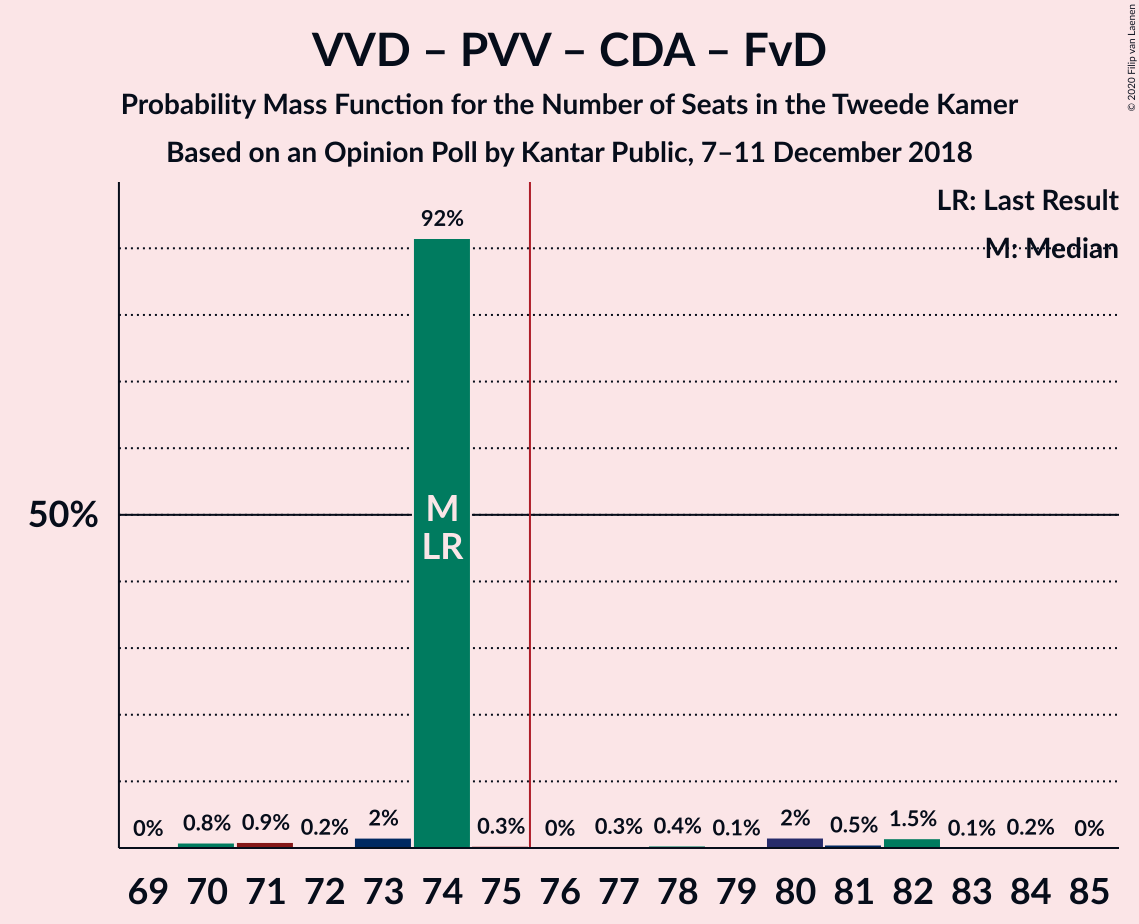 VVD – PVV – CDA – FvD
Probability Mass Function for the Number of Seats in the Tweede Kamer
Based on an Opinion Poll by Kantar Public, 7–11 December 2018
© 2020 Filip van Laenen
LR: Last Result
M: Median
92%
50%
M
LR
0% 0.8% 0.9% 0.2% 2% 0.3% 0% 0.3% 0.4% 0.1% 2% 0.5% 1.5% 0.1% 0.2% 0%
69 70 71 72 73 74 75 76 77 78 79 80 81 82 83 84 85